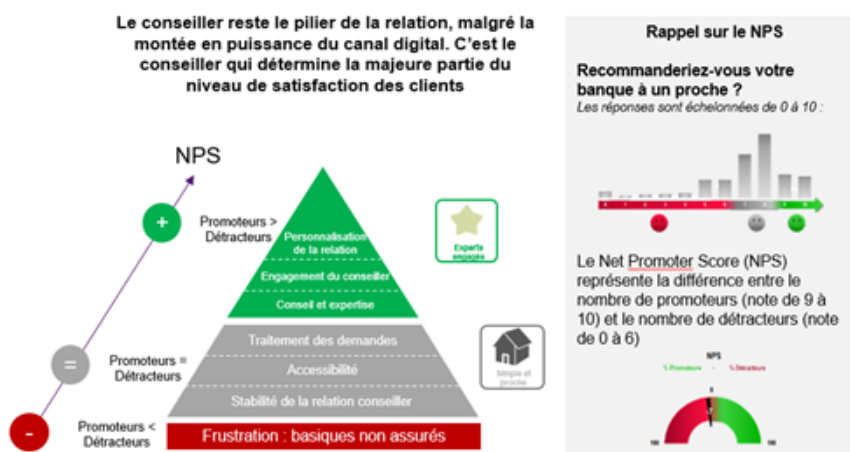 Le conseiller reste le pilier de la relation, malgré la
montée en puissance du canal digital. C'est le
conseiller qui détermine la majeure partie du
niveau de satisfaction des clients
NPS
+
Promoteurs >
Détracteurs
Personnalisation
de la relation
Engagement du conseiller
Conseil et expertise
Experts
engagés
=
Promoteurs =
Détracteurs
Traitement des demandes
Accessibilité
Stabilité de la relation conseiller
Simple et
proche
-
Promoteurs <
Détracteurs
Frustration : basiques non assurés
Rappel sur le NPS
Recommanderiez-vous votre
banque à un proche ?
Les réponses sont échelonnées de 0 à 10 :
Le Net Promoter Score (NPS)
représente la différence entre le
nombre de promoteurs (note de 9 à
10) et le nombre de détracteurs (note
de 0 à 6)
NPS
% Promoteurs - % Détracteurs
0
-100
100